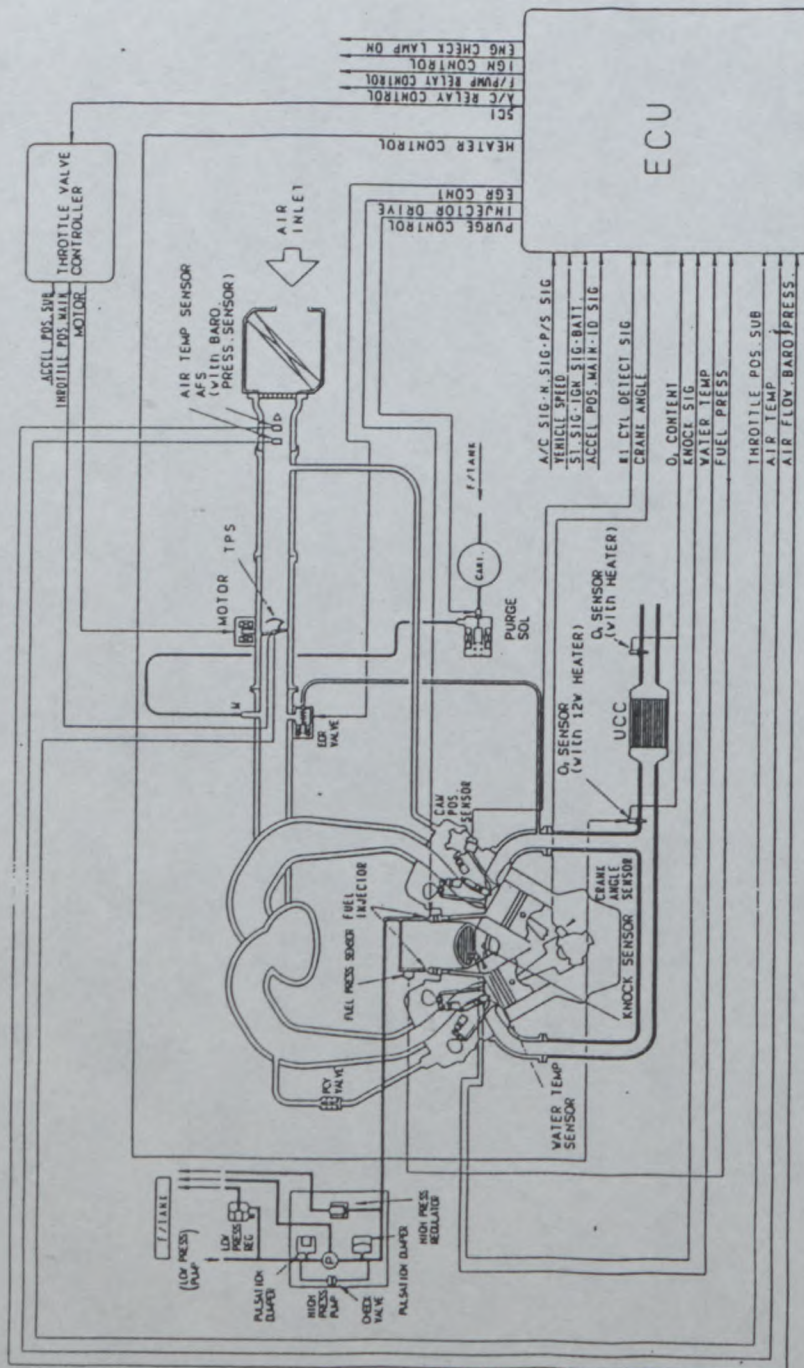 ENG CHECK LAMP ON
IGN CONTROL
F/PUMP RELAY CONTROL
A/C RELAY CONTROL
SCI
HEATER CONTROL
EGR CONT
INJECTOR DRIVE
PURGE CONTROL
ECU
THROTTLE VALVE
CONTROLLER
ACCEL POS.SUB
THROTTLE POS.MAIN
MOTOR
AIR TEMP SENSOR
AFS
(with BARO.
PRESS.SENSOR)
AIR
INLET
MOTOR
TPS
EGR
VALVE
F/TANK
CANI.
PURGE
SOL
A/C SIG·N.SIG·P/S SIG
VEHICLE SPEED
ST.SIG·IGN SIG·BATT.
ACCEL POS.MAIN·ID SIG
#1 CYL DETECT SIG
CRANK ANGLE
O₂ CONTENT
KNOCK SIG
WATER TEMP
FUEL PRESS
THROTTLE POS.SUB
AIR TEMP
AIR FLOW.BARO PRESS.
O₂ SENSOR
(with 12W HEATER)
O₂ SENSOR
(with HEATER)
UCC
CAM
POS.
SENSOR
FUEL
INJECTOR
FUEL PRESS SENSOR
CRANK
ANGLE
SENSOR
KNOCK SENSOR
WATER TEMP
SENSOR
PCV
VALVE
F/TANK
(LOW PRESS)
PUMP
LOW
PRESS
REG
PULSATION
DUMPER
HIGH
PRESS
PUMP
P
CHECK
VALVE
PULSATION DUMPER
HIGH PRESS
REGULATOR